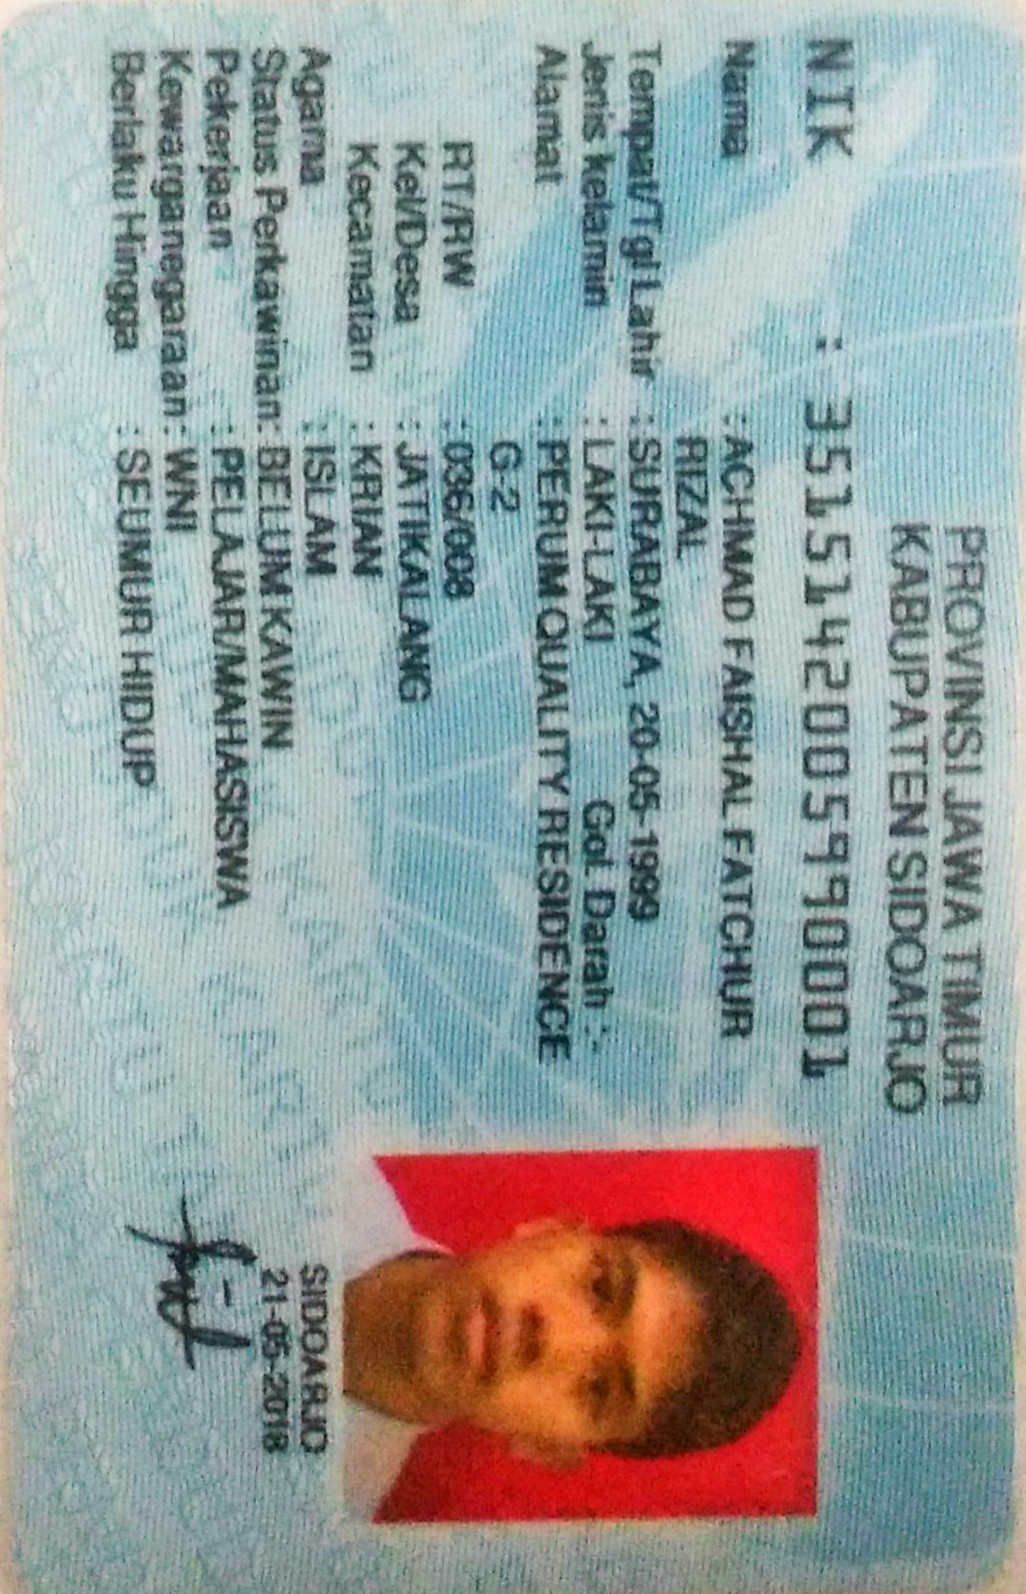 PROVINSI JAWA TIMUR
KABUPATEN SIDOARJO
NIK : 3515142005990001
Nama : ACHMAD FAISHAL FATCHUR
RIZAL
Tempat/Tgl Lahir : SURABAYA, 20-05-1999
Jenis kelamin : LAKI-LAKI Gol. Darah : -
Alamat : PERUM QUALITY RESIDENCE
G-2
RT/RW : 036/008
Kel/Desa : JATIKALANG
Kecamatan : KRIAN
Agama : ISLAM
Status Perkawinan: BELUM KAWIN
Pekerjaan : PELAJAR/MAHASISWA
Kewarganegaraan: WNI
Berlaku Hingga : SEUMUR HIDUP
SIDOARJO
21-05-2018